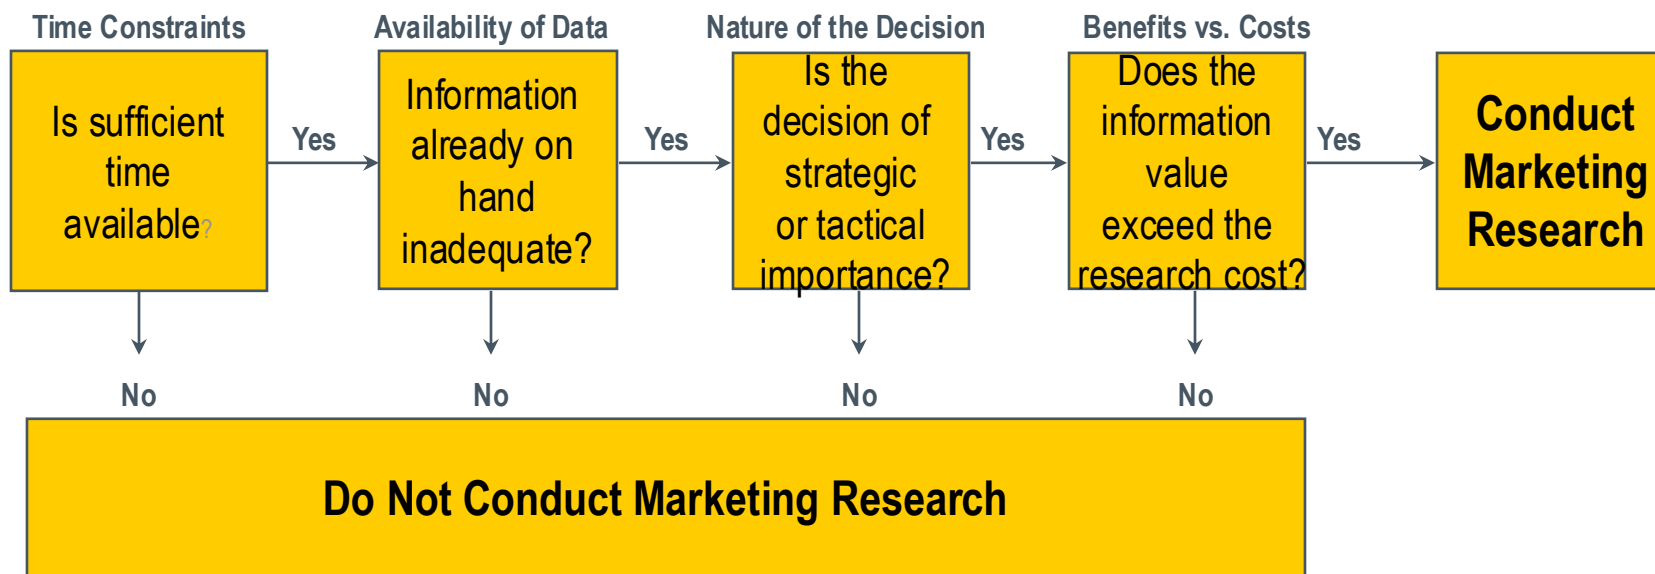 Time Constraints
Availability of Data
Nature of the Decision
Benefits vs. Costs
Is sufficient
time
available?
Yes
Information
already on
hand
inadequate?
Yes
Is the
decision of
strategic
or tactical
importance?
Yes
Does the
information
value
exceed the
research cost?
Yes
Conduct
Marketing
Research
No
No
No
No
Do Not Conduct Marketing Research